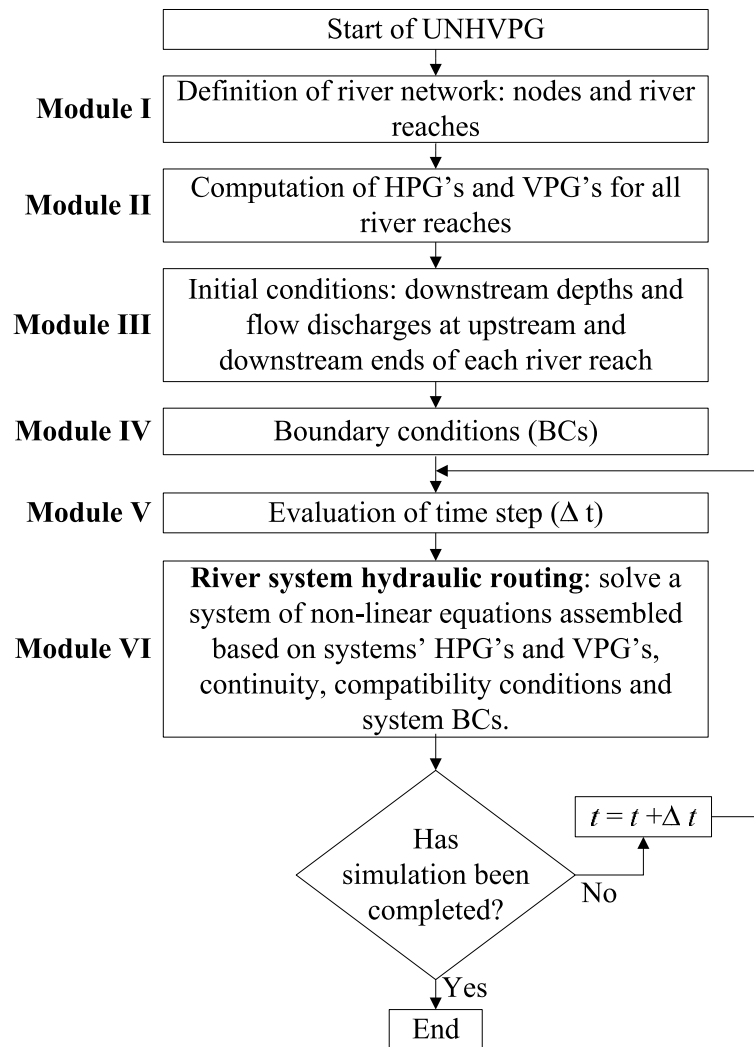 Start of UNHVPG
Module I
Definition of river network: nodes and river
reaches
Module II
Computation of HPG's and VPG's for all
river reaches
Module III
Initial conditions: downstream depths and
flow discharges at upstream and
downstream ends of each river reach
Module IV
Boundary conditions (BCs)
Module V
Evaluation of time step (Δ t)
Module VI
River system hydraulic routing: solve a
system of non-linear equations assembled
based on systems' HPG's and VPG's,
continuity, compatibility conditions and
system BCs.
Has
simulation been
completed?
No
t = t +Δ t
Yes
End